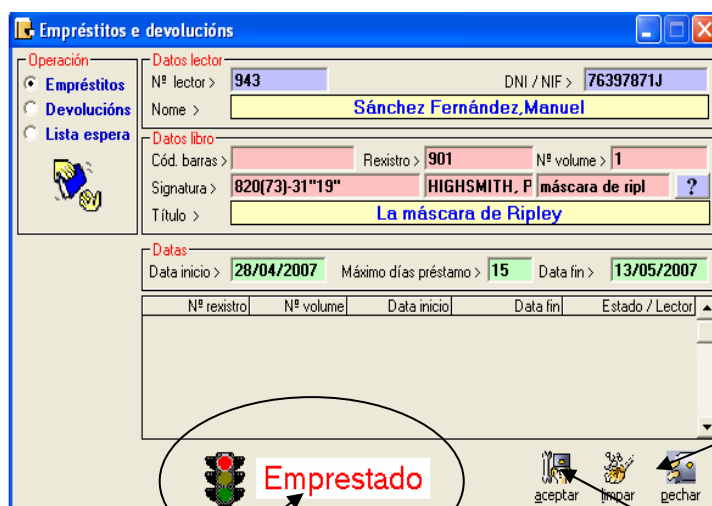 Empréstitos e devolucións
Operación
Empréstitos
Devolucións
Lista espera
Datos lector
Nº lector > 943 DNI / NIF > 76397871J
Nome > Sánchez Fernández,Manuel
Datos libro
Cód. barras > Rexistro > 901 Nº volume > 1
Signatura > 820(73)-31"19" HIGHSMITH, P máscara de ripl ?
Título > La máscara de Ripley
Datas
Data inicio > 28/04/2007 Máximo días préstamo > 15 Data fin > 13/05/2007
Nº rexistro Nº volume Data inicio Data fin Estado / Lector
Emprestado
aceptar limpar pechar